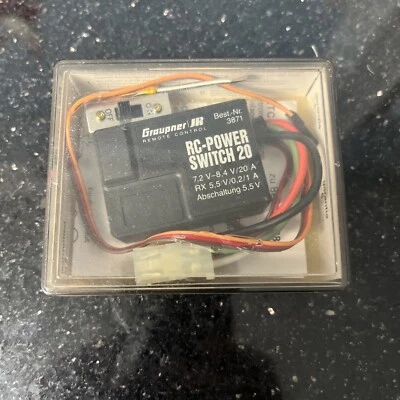 Graupner JR
REMOTE CONTROL
Best.-Nr.
3871
RC-POWER
SWITCH 20
7,2 V–8,4 V/20 A
RX 5.5 V/0.2/1 A
Abschaltung 5.5 V